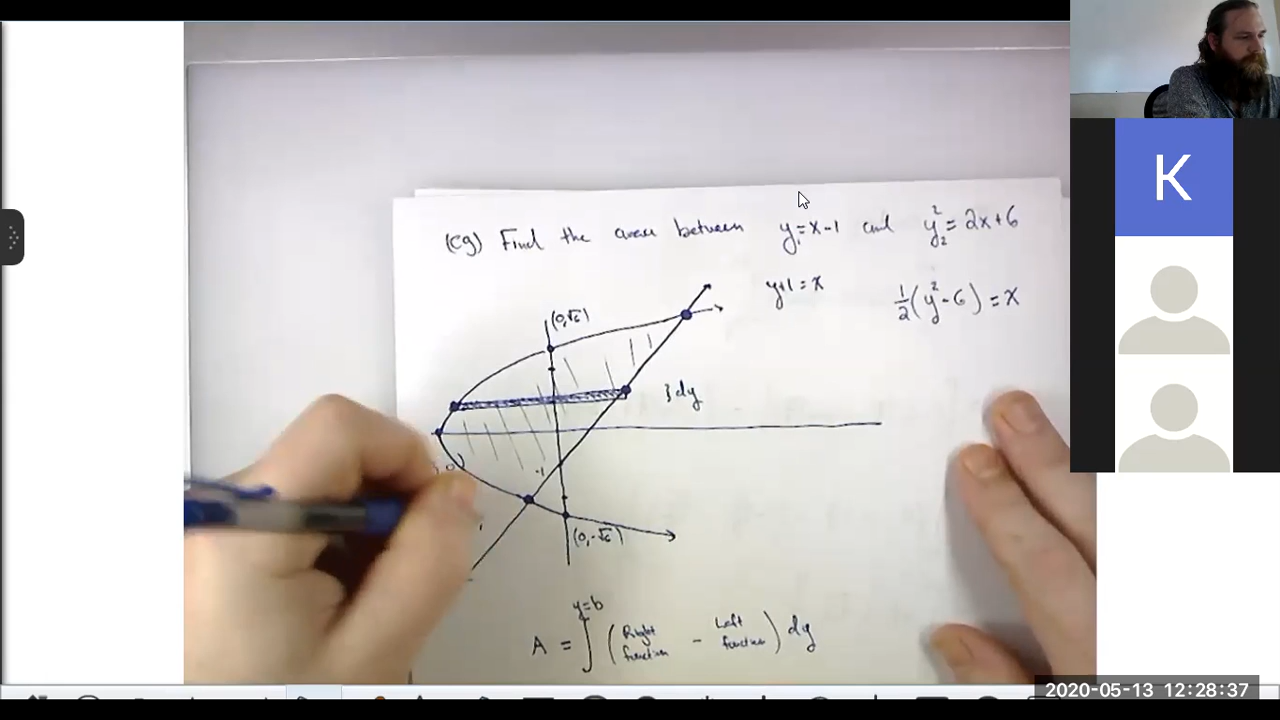 (eg) Find the area between y₁=x-1 and y₂²=2x+6
y+1=x
½(y²-6)=x
(0,√6)
}dy
-1
(0,-√6)
y=b
A = ∫ (Right function - Left function) dy
K
2020-05-13 12:28:37